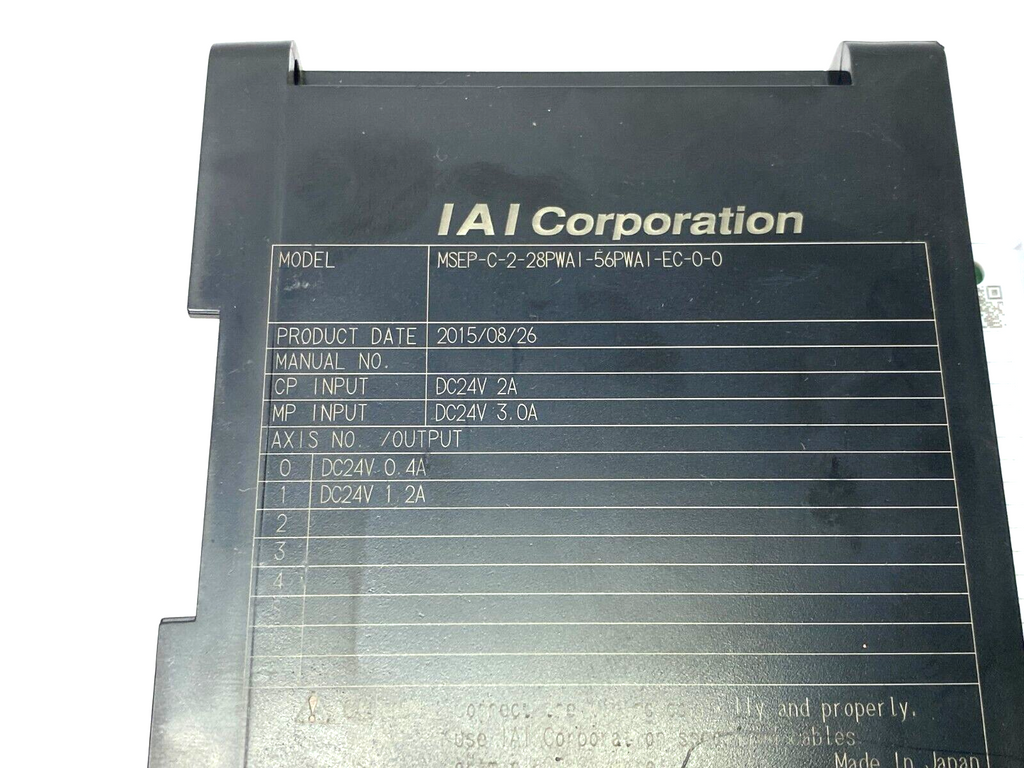 IAI Corporation
MODEL MSEP-C-2-28PWAI-56PWAI-EC-0-0
PRODUCT DATE 2015/08/26
MANUAL NO.
CP INPUT DC24V 2A
MP INPUT DC24V 3.0A
AXIS NO. /OUTPUT
0 DC24V 0.4A
1 DC24V 1.2A
2
3
4
and properly.
IAI Corporation
Made In Japan